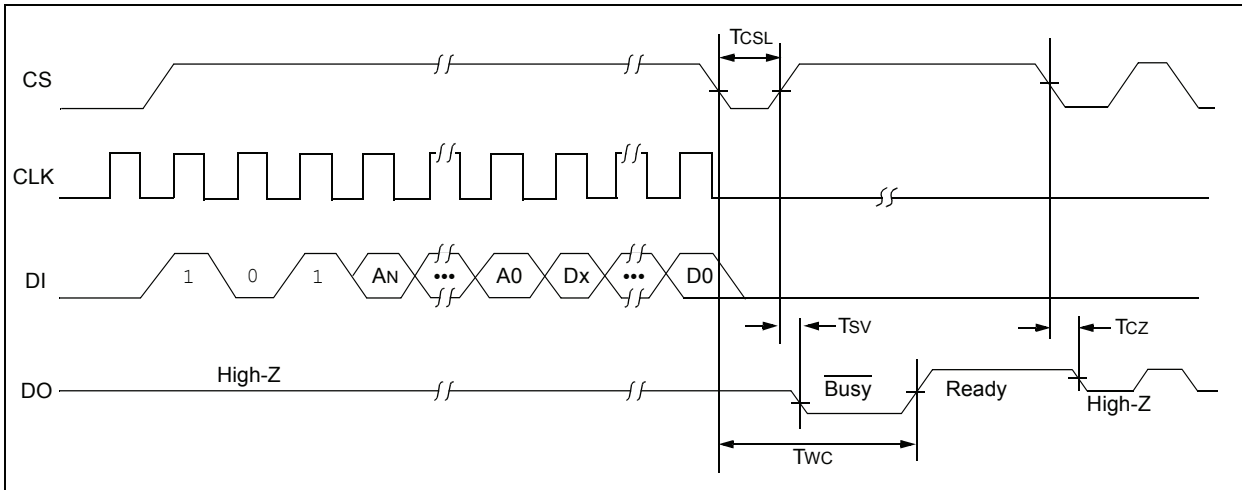 TCSL
CS
CLK
DI
1 0 1 AN ••• A0 Dx ••• D0
TSV
TCZ
High-Z
DO
Busy
Ready
High-Z
TWC